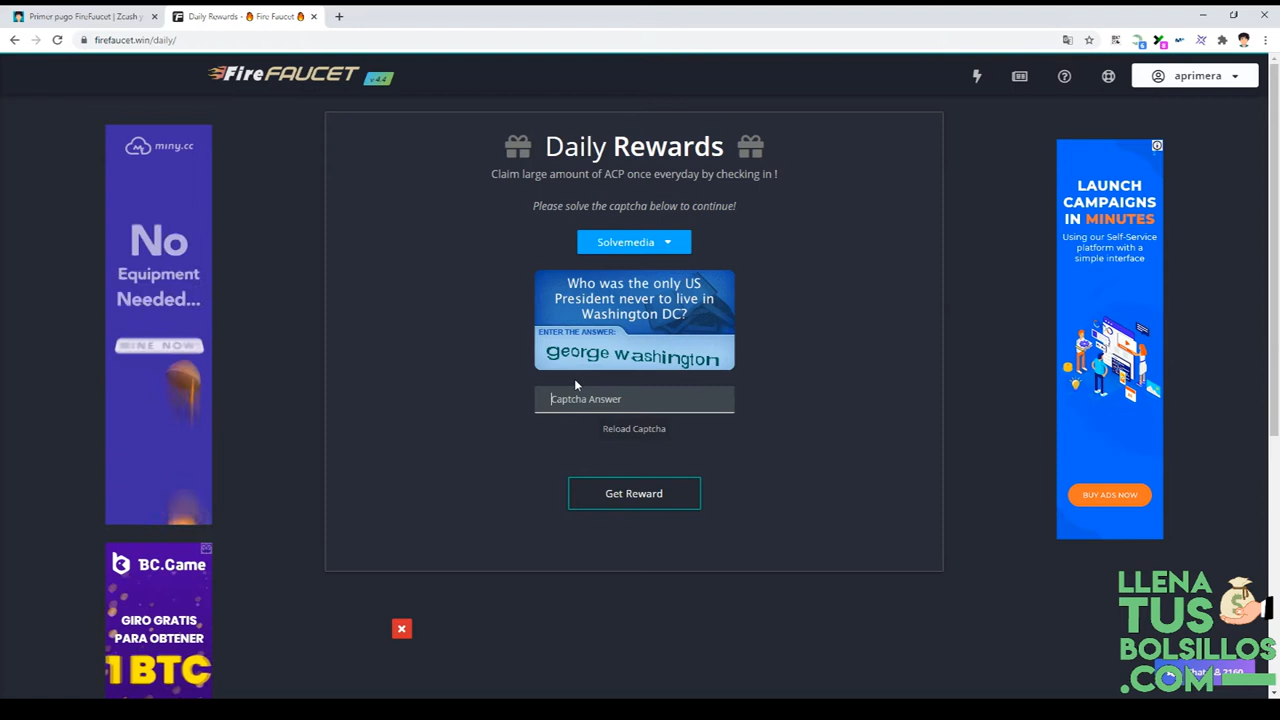 Primer pago FireFaucet | Zcash y
Daily Rewards - 🔥 Fire Faucet 🔥
firefaucet.win/daily/
Fire FAUCET v 4.4
aprimera
miny.cc
No
Equipment
Needed...
MINE NOW
Daily Rewards
Claim large amount of ACP once everyday by checking in !
Please solve the captcha below to continue!
Solvemedia
Who was the only US
President never to live in
Washington DC?
ENTER THE ANSWER:
george washington
Captcha Answer
Reload Captcha
Get Reward
LAUNCH
CAMPAIGNS
IN MINUTES
Using our Self-Service
platform with a
simple interface
BUY ADS NOW
BC.Game
GIRO GRATIS
PARA OBTENER
1 BTC
LLENA
TUS
BOLSILLOS
.COM